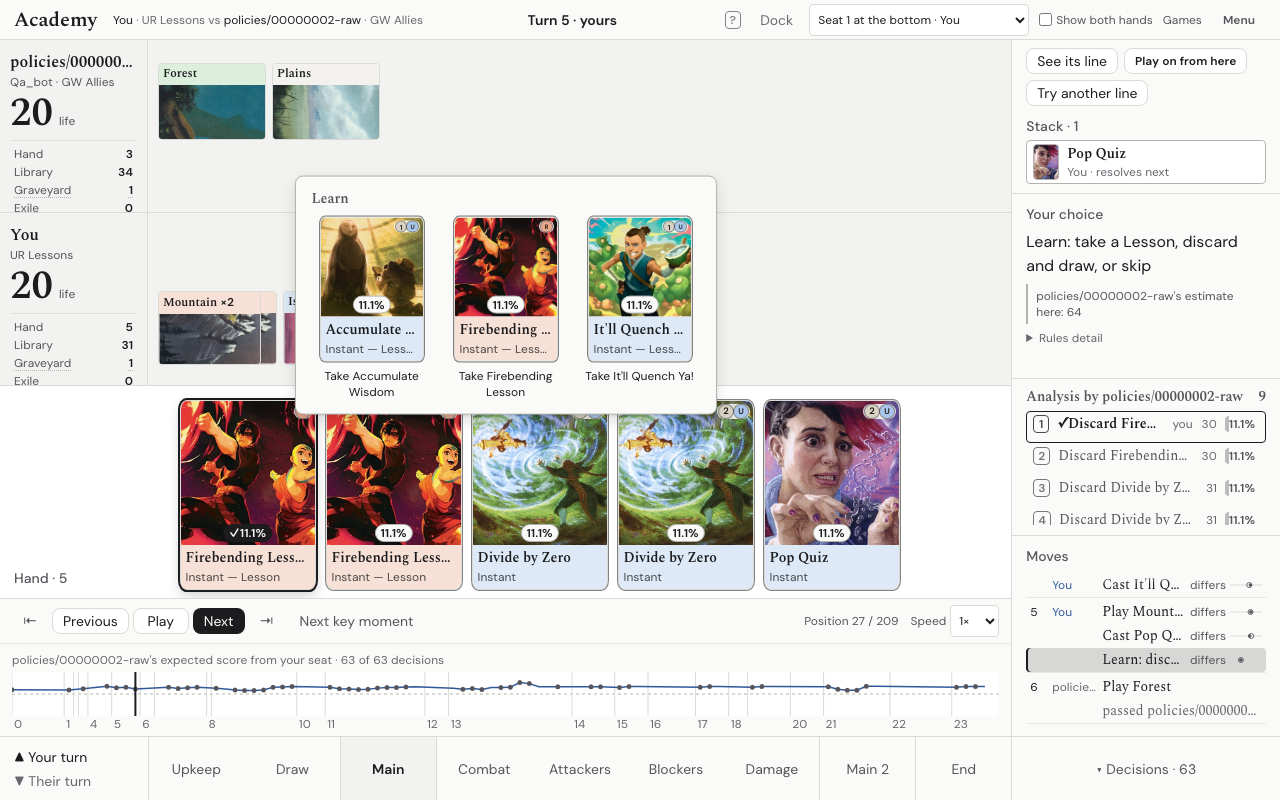 Academy
You · UR Lessons vs policies/00000002-raw · GW Allies
Turn 5 · yours
?
Dock
Seat 1 at the bottom · You
Show both hands
Games
Menu
policies/000000...
Qa_bot · GW Allies
20 life
Hand 3
Library 34
Graveyard 1
Exile 0
Forest
Plains
You
UR Lessons
20 life
Hand 5
Library 31
Graveyard 1
Exile 0
Mountain ×2
Learn
1 U
11.1%
Accumulate ...
Instant — Less...
Take Accumulate
Wisdom
R
11.1%
Firebending ...
Instant — Less...
Take Firebending
Lesson
1 U
11.1%
It'll Quench ...
Instant — Less...
Take It'll Quench Ya!
Hand · 5
✓11.1%
Firebending Less...
Instant — Lesson
11.1%
Firebending Less...
Instant — Lesson
11.1%
Divide by Zero
Instant
2 U
11.1%
Divide by Zero
Instant
2 U
11.1%
Pop Quiz
Instant
See its line
Play on from here
Try another line
Stack · 1
Pop Quiz
You · resolves next
Your choice
Learn: take a Lesson, discard
and draw, or skip
policies/00000002-raw's estimate
here: 64
▶ Rules detail
Analysis by policies/00000002-raw 9
1 ✓Discard Fire... you 30 11.1%
2 Discard Firebendin... 30 11.1%
3 Discard Divide by Z... 31 11.1%
4 Discard Divide by Z... 31 11.1%
Moves
You Cast It'll Q... differs
5 You Play Mount... differs
Cast Pop Q... differs
Learn: disc... differs
6 policie... Play Forest
passed policies/0000000...
Previous
Play
Next
Next key moment
Position 27 / 209
Speed
1×
policies/00000002-raw's expected score from your seat · 63 of 63 decisions
0 1 4 5 6 8 10 11 12 13 14 15 16 17 18 20 21 22 23
▲ Your turn
▼ Their turn
Upkeep
Draw
Main
Combat
Attackers
Blockers
Damage
Main 2
End
▾ Decisions · 63